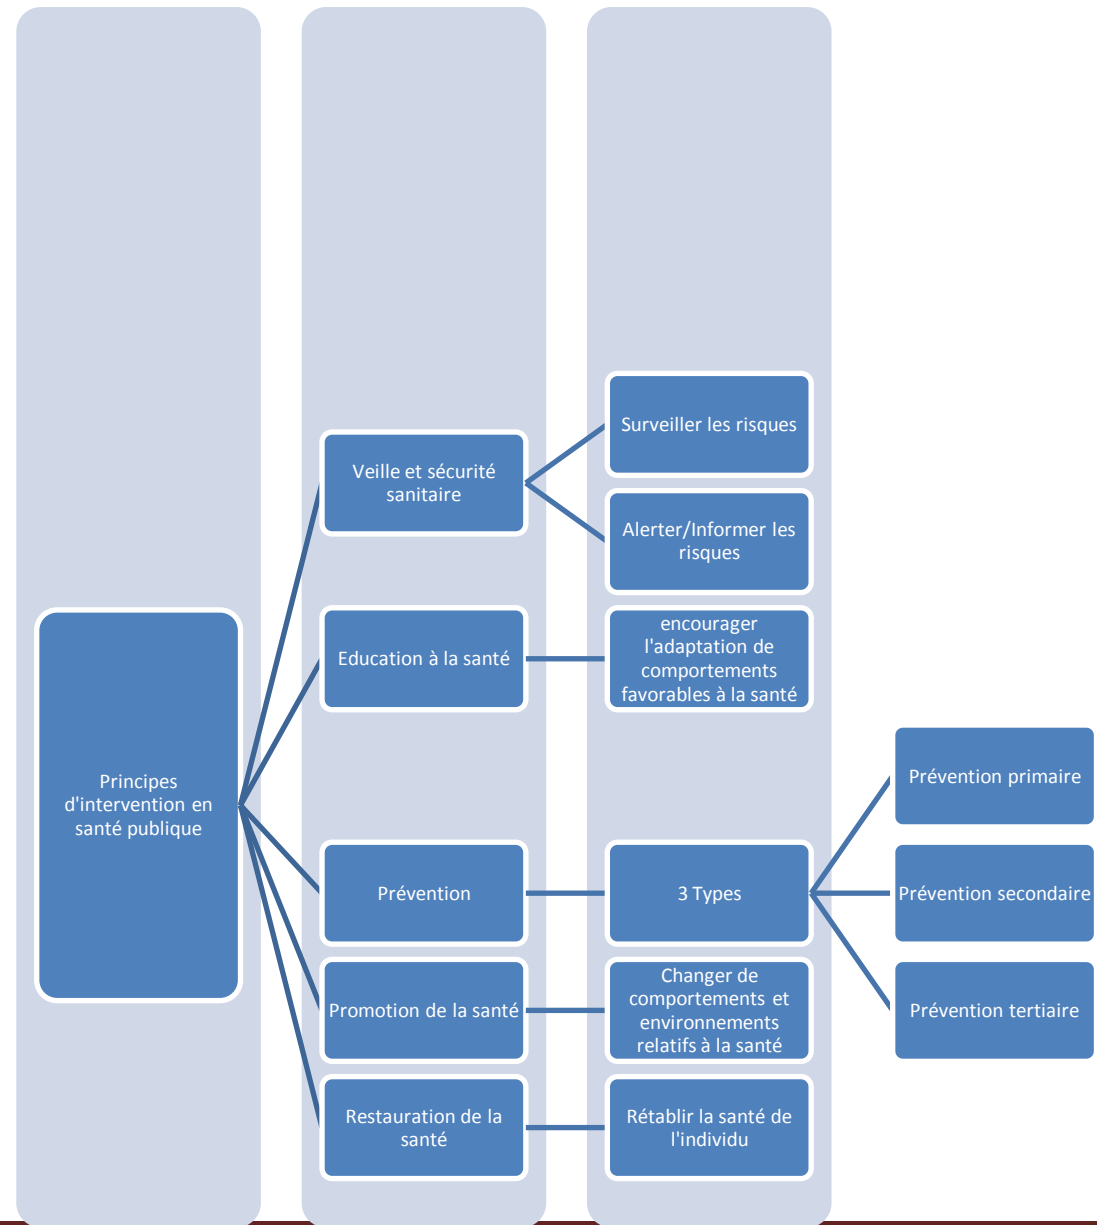 Principes
d'intervention en
santé publique
Veille et sécurité
sanitaire
Surveiller les risques
Alerter/Informer les
risques
Education à la santé
encourager
l'adaptation de
comportements
favorables à la santé
Prévention
3 Types
Prévention primaire
Prévention secondaire
Prévention tertiaire
Promotion de la santé
Changer de
comportements et
environnements
relatifs à la santé
Restauration de la
santé
Rétablir la santé de
l'individu